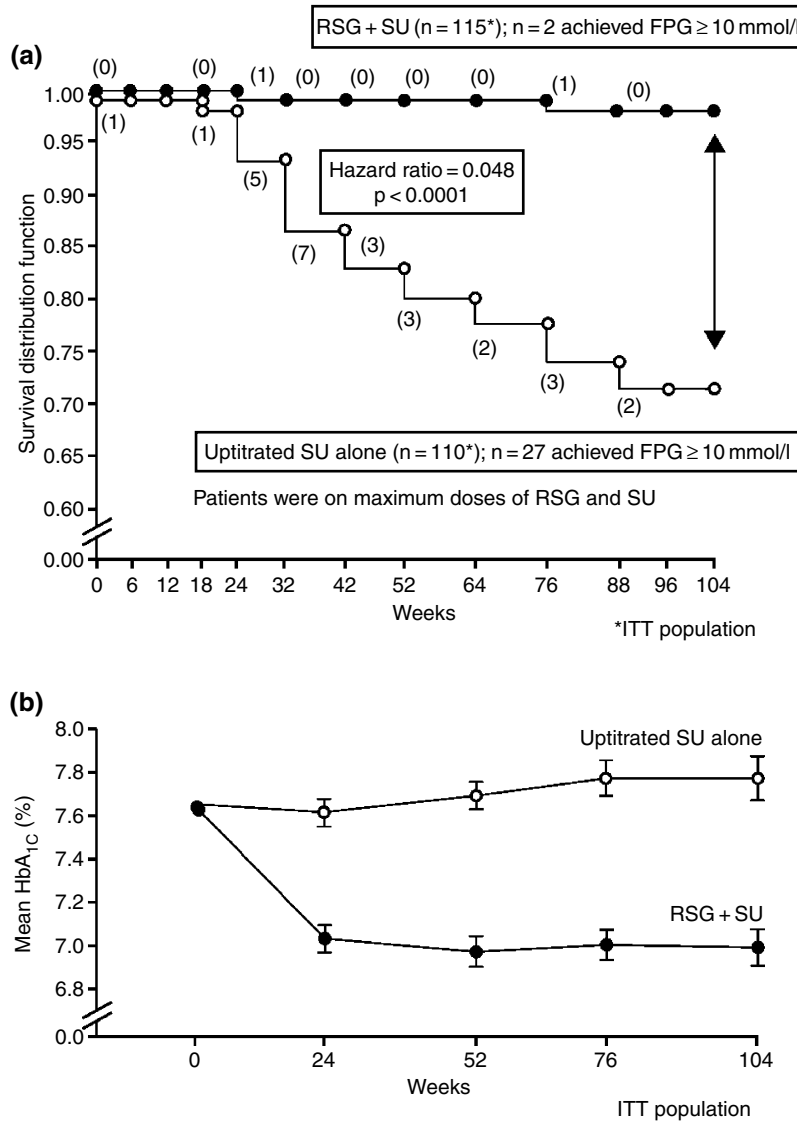 RSG + SU (n = 115*); n = 2 achieved FPG ≥ 10 mmol/l
(a)
(0) (0) (1) (0) (0) (0) (0) (1) (0)
1.00
(1) (1)
0.95
(5)
Hazard ratio = 0.048
p < 0.0001
0.90
(7) (3)
0.85
(3)
0.80
(2)
0.75
(3)
(2)
0.70
Survival distribution function
Uptitrated SU alone (n = 110*); n = 27 achieved FPG ≥ 10 mmol/l
0.65
Patients were on maximum doses of RSG and SU
0.60
0.00
0 6 12 18 24 32 42 52 64 76 88 96 104
Weeks
*ITT population
(b)
8.0
Uptitrated SU alone
7.8
7.6
7.4
Mean HbA1C (%)
7.2
RSG + SU
7.0
6.8
0.0
0 24 52 76 104
Weeks
ITT population